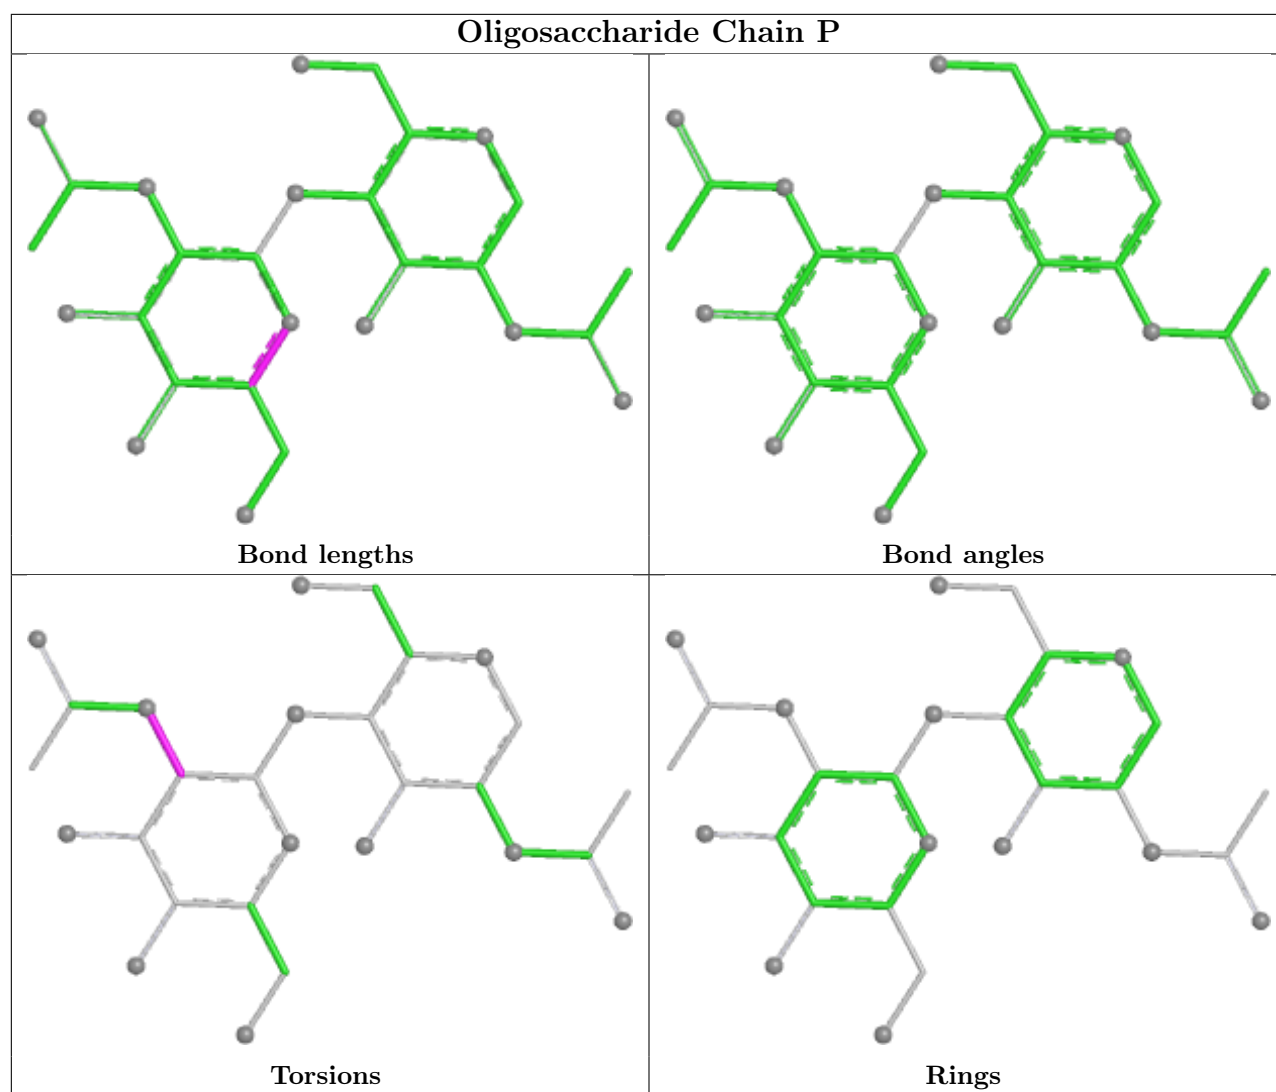 Oligosaccharide Chain P
Bond lengths
Bond angles
Torsions
Rings